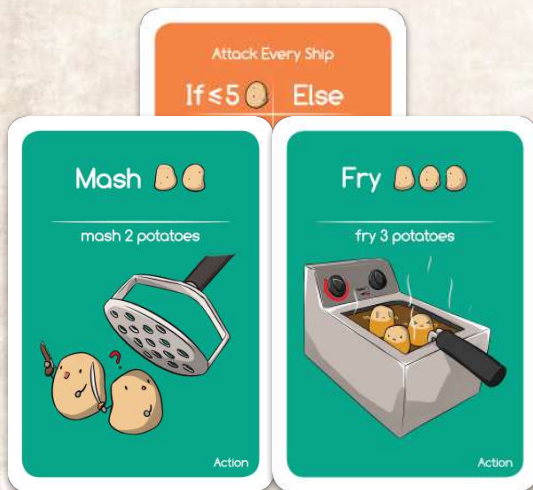 Attack Every Ship
If ≤ 5 Else
Mash
mash 2 potatoes
Action
Fry
fry 3 potatoes
Action